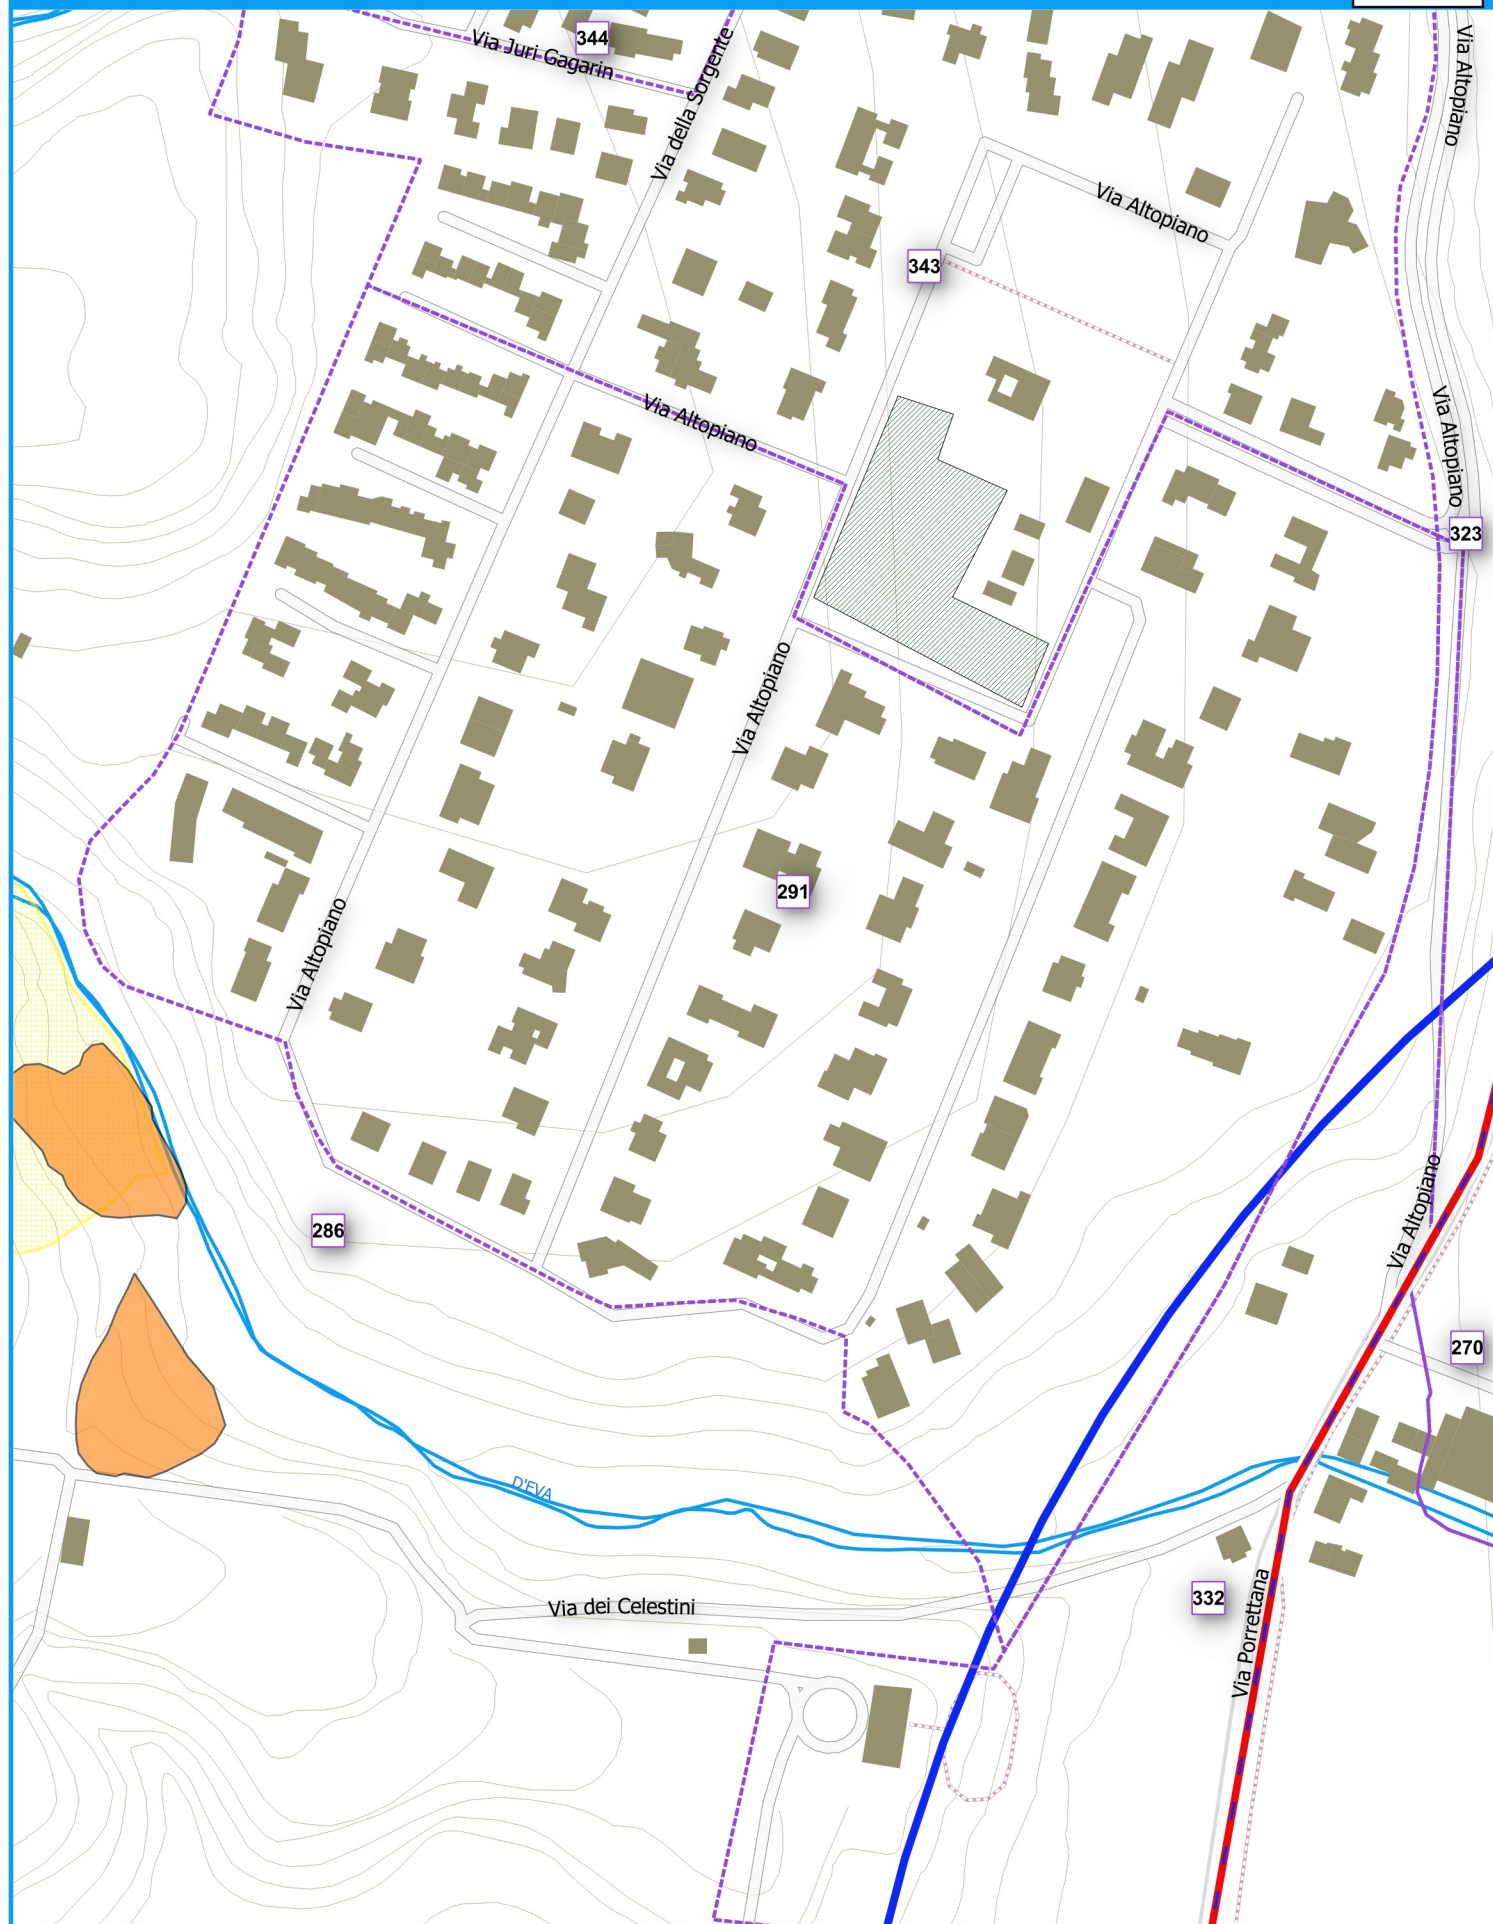 344
Via Juri Gagarin
Via della Sorgente
Via Altopiano
Via Altopiano
343
Via Altopiano
Via Altopiano
323
Via Altopiano
291
Via Altopiano
286
Via Altopiano
270
D'EVA
Via dei Celestini
332
Via Porrettana